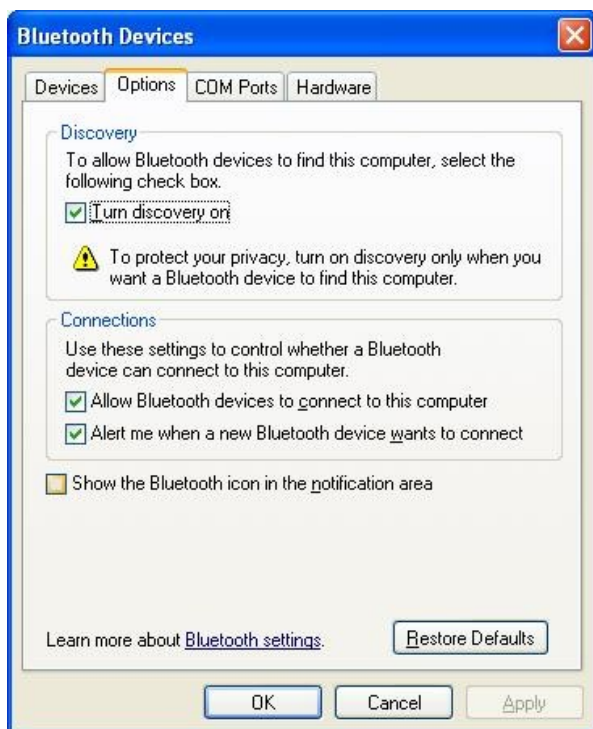 Bluetooth Devices
Devices Options COM Ports Hardware
Discovery
To allow Bluetooth devices to find this computer, select the
following check box.
Turn discovery on
To protect your privacy, turn on discovery only when you
want a Bluetooth device to find this computer.
Connections
Use these settings to control whether a Bluetooth
device can connect to this computer.
Allow Bluetooth devices to connect to this computer
Alert me when a new Bluetooth device wants to connect
Show the Bluetooth icon in the notification area
Learn more about Bluetooth settings. Restore Defaults
OK Cancel Apply